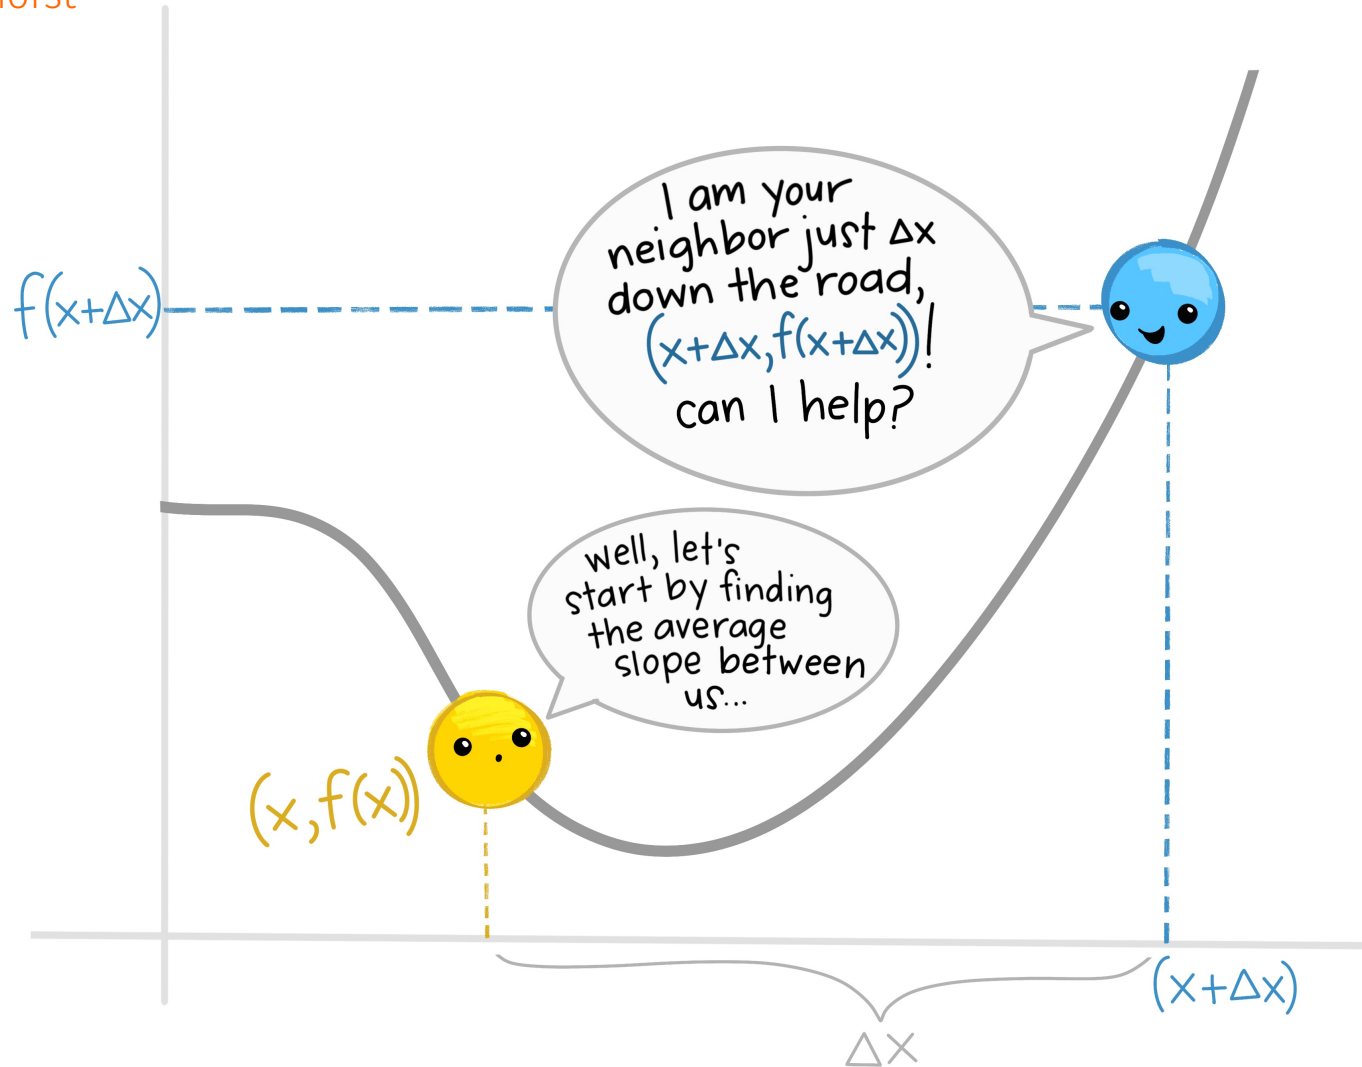 I am your
neighbor just Δx
down the road,
(x+Δx,f(x+Δx))!
can I help?
f(x+Δx)
well, let's
start by finding
the average
slope between
us...
(x,f(x))
(x+Δx)
Δx